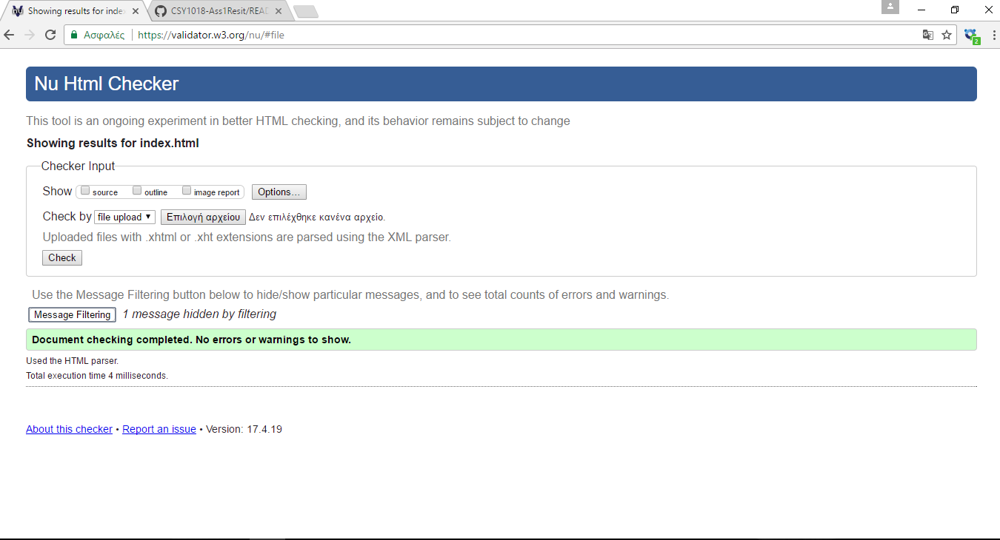 Showing results for index
CSY1018-Ass1Resit/READ
Ασφαλές https://validator.w3.org/nu/#file
2
Nu Html Checker
This tool is an ongoing experiment in better HTML checking, and its behavior remains subject to change
Showing results for index.html
Checker Input
Show source outline image report Options...
Check by file upload Επιλογή αρχείου Δεν επιλέχθηκε κανένα αρχείο.
Uploaded files with .xhtml or .xht extensions are parsed using the XML parser.
Check
Use the Message Filtering button below to hide/show particular messages, and to see total counts of errors and warnings.
Message Filtering 1 message hidden by filtering
Document checking completed. No errors or warnings to show.
Used the HTML parser.
Total execution time 4 milliseconds.
About this checker • Report an issue • Version: 17.4.19